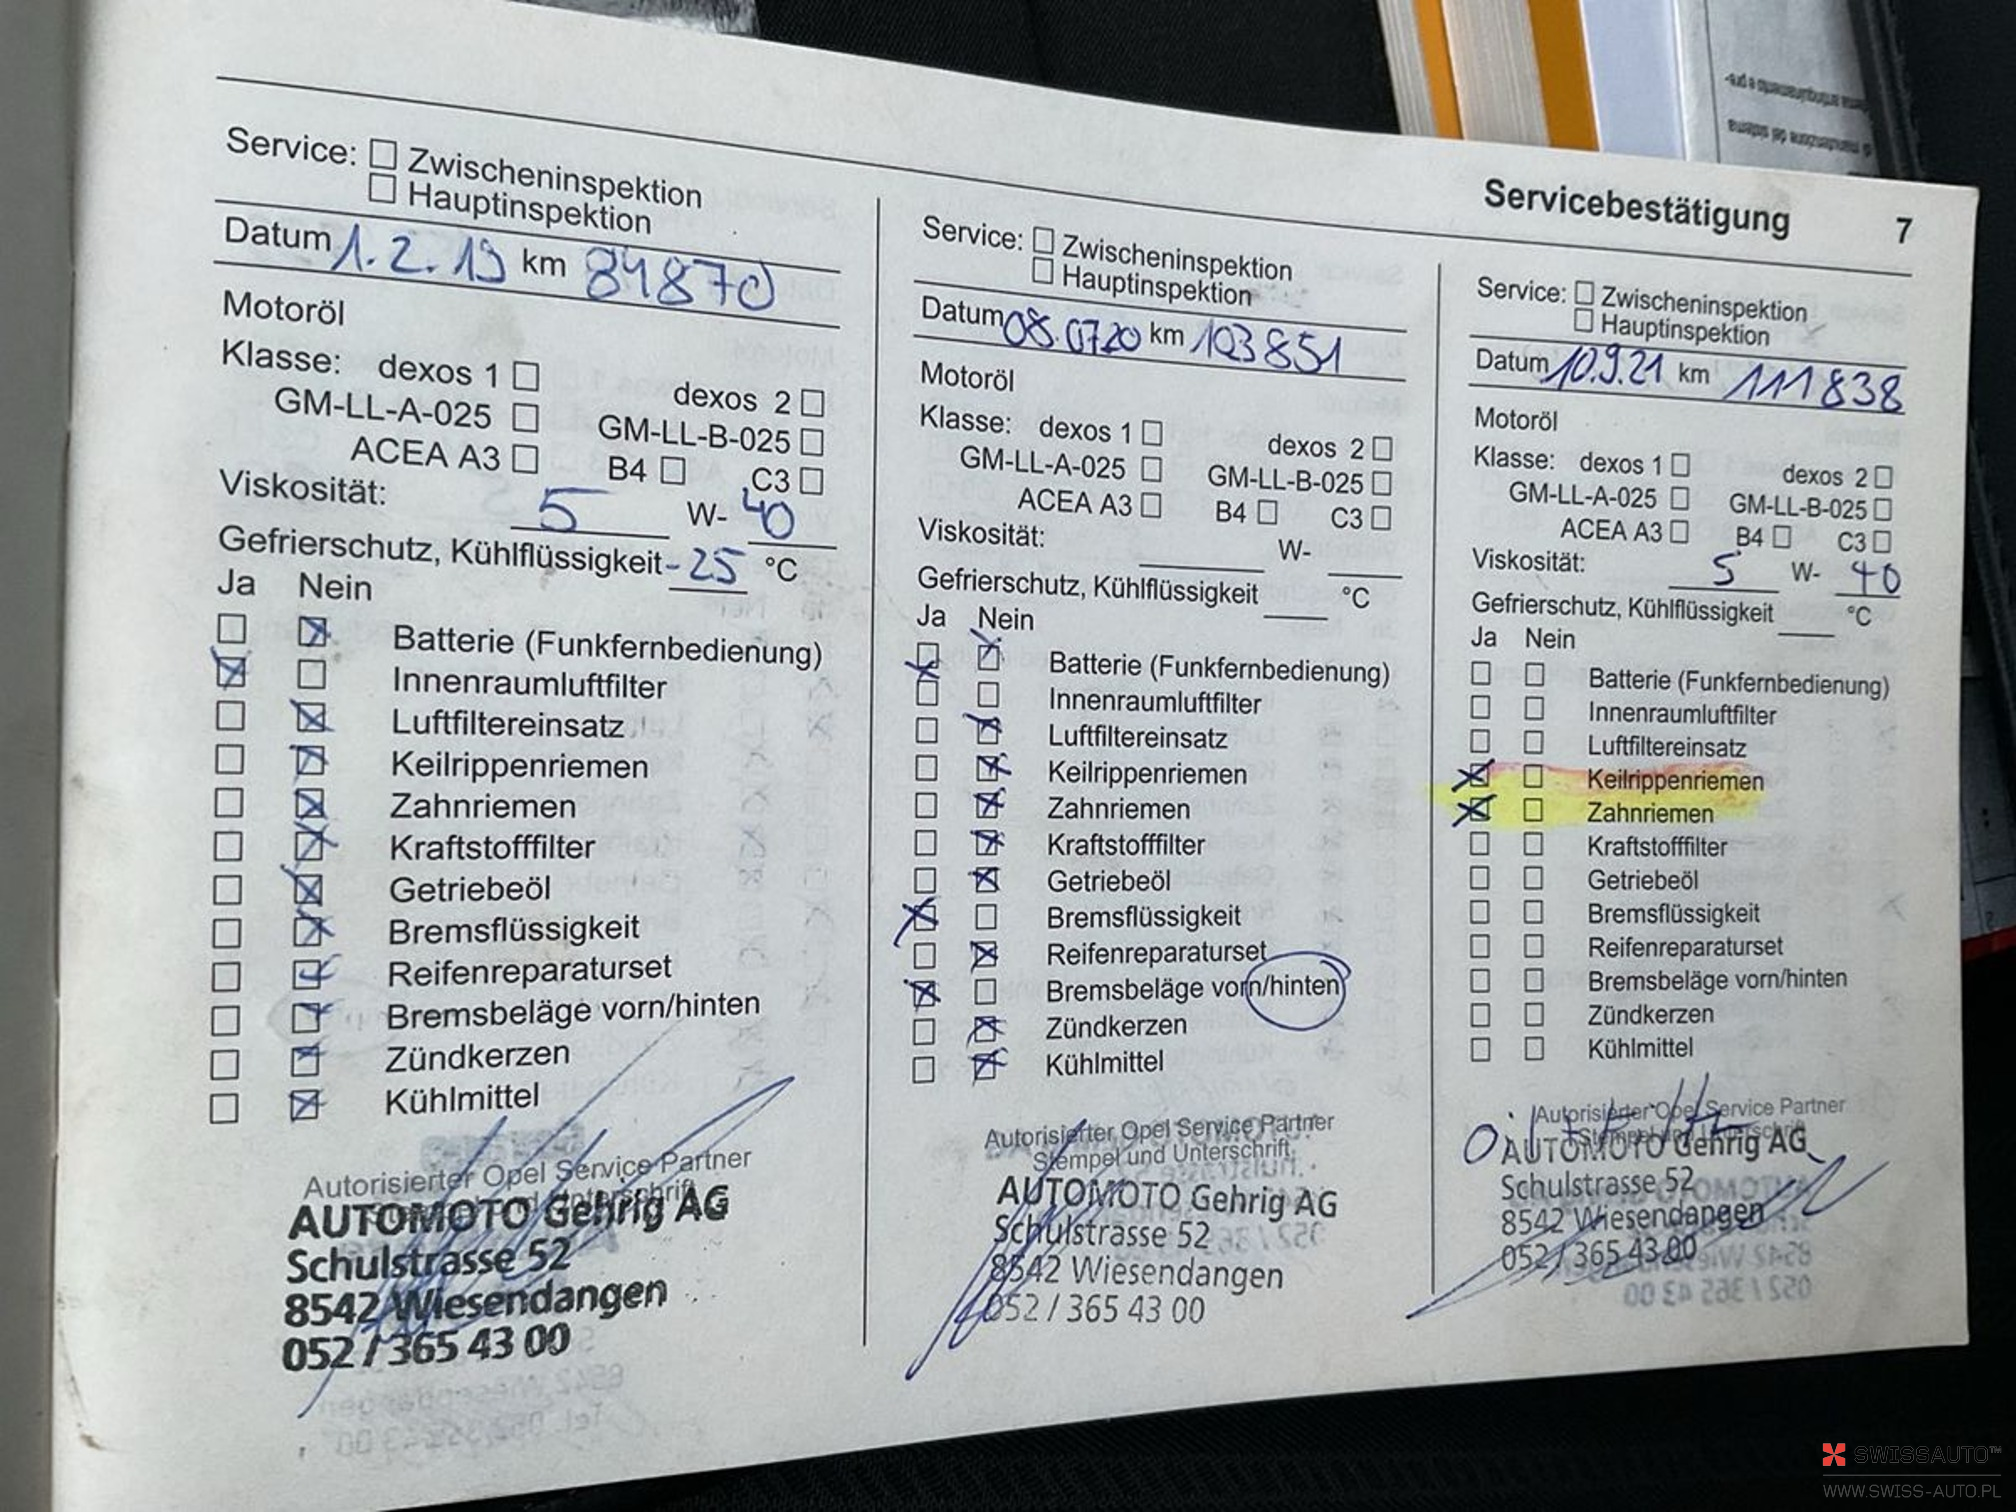 Servicebestätigung 7
Service: Zwischeninspektion
Hauptinspektion
Datum 1.2.19 km 84870
Motoröl
Klasse: dexos 1 dexos 2
GM-LL-A-025 GM-LL-B-025
ACEA A3 B4 C3
Viskosität: 5 W- 40
Gefrierschutz, Kühlflüssigkeit -25 °C
Ja Nein
Batterie (Funkfernbedienung)
Innenraumluftfilter
Luftfiltereinsatz
Keilrippenriemen
Zahnriemen
Kraftstofffilter
Getriebeöl
Bremsflüssigkeit
Reifenreparaturset
Bremsbeläge vorn/hinten
Zündkerzen
Kühlmittel
Autorisierter Opel Service Partner
AUTOMOTO Gehrig AG
Schulstrasse 52
8542 Wiesendangen
052 / 365 43 00
Service: Zwischeninspektion
Hauptinspektion
Datum 08.07.20 km 103851
Motoröl
Klasse: dexos 1 dexos 2
GM-LL-A-025 GM-LL-B-025
ACEA A3 B4 C3
Viskosität: W-
Gefrierschutz, Kühlflüssigkeit °C
Ja Nein
Batterie (Funkfernbedienung)
Innenraumluftfilter
Luftfiltereinsatz
Keilrippenriemen
Zahnriemen
Kraftstofffilter
Getriebeöl
Bremsflüssigkeit
Reifenreparaturset
Bremsbeläge vorn/hinten
Zündkerzen
Kühlmittel
Autorisierter Opel Service Partner
Stempel und Unterschrift
AUTOMOTO Gehrig AG
Schulstrasse 52
8542 Wiesendangen
052 / 365 43 00
Service: Zwischeninspektion
Hauptinspektion
Datum 10.9.21 km 111838
Motoröl
Klasse: dexos 1 dexos 2
GM-LL-A-025 GM-LL-B-025
ACEA A3 B4 C3
Viskosität: 5 W- 40
Gefrierschutz, Kühlflüssigkeit °C
Ja Nein
Batterie (Funkfernbedienung)
Innenraumluftfilter
Luftfiltereinsatz
Keilrippenriemen
Zahnriemen
Kraftstofffilter
Getriebeöl
Bremsflüssigkeit
Reifenreparaturset
Bremsbeläge vorn/hinten
Zündkerzen
Kühlmittel
Autorisierter Opel Service Partner
AUTOMOTO Gehrig AG
Schulstrasse 52
8542 Wiesendangen
052 / 365 43 00
di manutenzione del sistema
SWISSAUTO™
WWW.SWISS-AUTO.PL